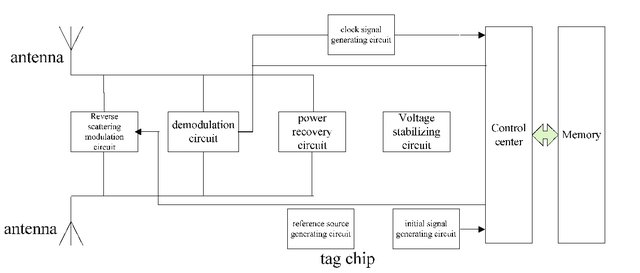 clock signal
generating circuit
antenna
Reverse
scattering
modulation
circuit
demodulation
circuit
power
recovery
circuit
Voltage
stabilizing
circuit
Control
center
Memory
antenna
reference source
generating circuit
initial signal
generating circuit
tag chip